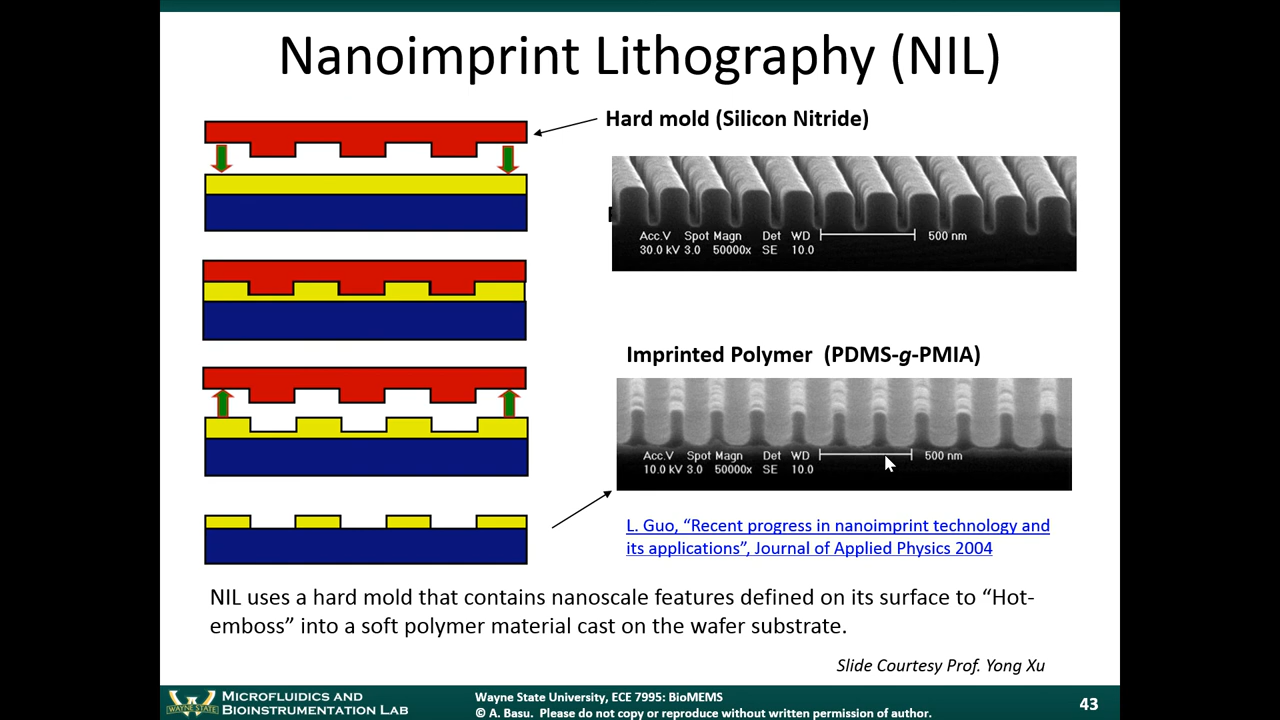 Nanoimprint Lithography (NIL)
Hard mold (Silicon Nitride)
Acc.V Spot Magn Det WD 500 nm
30.0 kV 3.0 50000x SE 10.0
Imprinted Polymer (PDMS-g-PMIA)
Acc.V Spot Magn Det WD 500 nm
10.0 kV 3.0 50000x SE 10.0
L. Guo, “Recent progress in nanoimprint technology and
its applications”, Journal of Applied Physics 2004
NIL uses a hard mold that contains nanoscale features defined on its surface to “Hot-
emboss” into a soft polymer material cast on the wafer substrate.
Slide Courtesy Prof. Yong Xu
WAYNE STATE
Microfluidics and
Bioinstrumentation Lab
Wayne State University, ECE 7995: BioMEMS
© A. Basu. Please do not copy or reproduce without written permission of author.
43